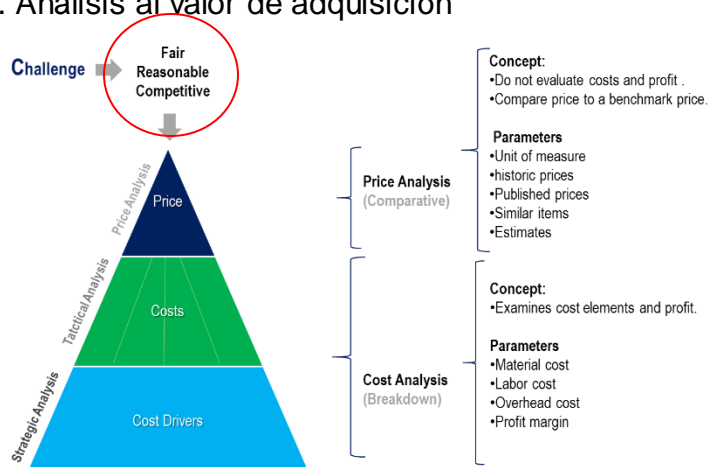 . Análisis al valor de adquisición
Challenge
Fair
Reasonable
Competitive
Price Analysis
Price
Tatctical Analysis
Costs
Strategic Analysis
Cost Drivers
Price Analysis
(Comparative)
Concept:
•Do not evaluate costs and profit .
•Compare price to a benchmark price.
Parameters
•Unit of measure
•historic prices
•Published prices
•Similar items
•Estimates
Cost Analysis
(Breakdown)
Concept:
•Examines cost elements and profit.
Parameters
•Material cost
•Labor cost
•Overhead cost
•Profit margin